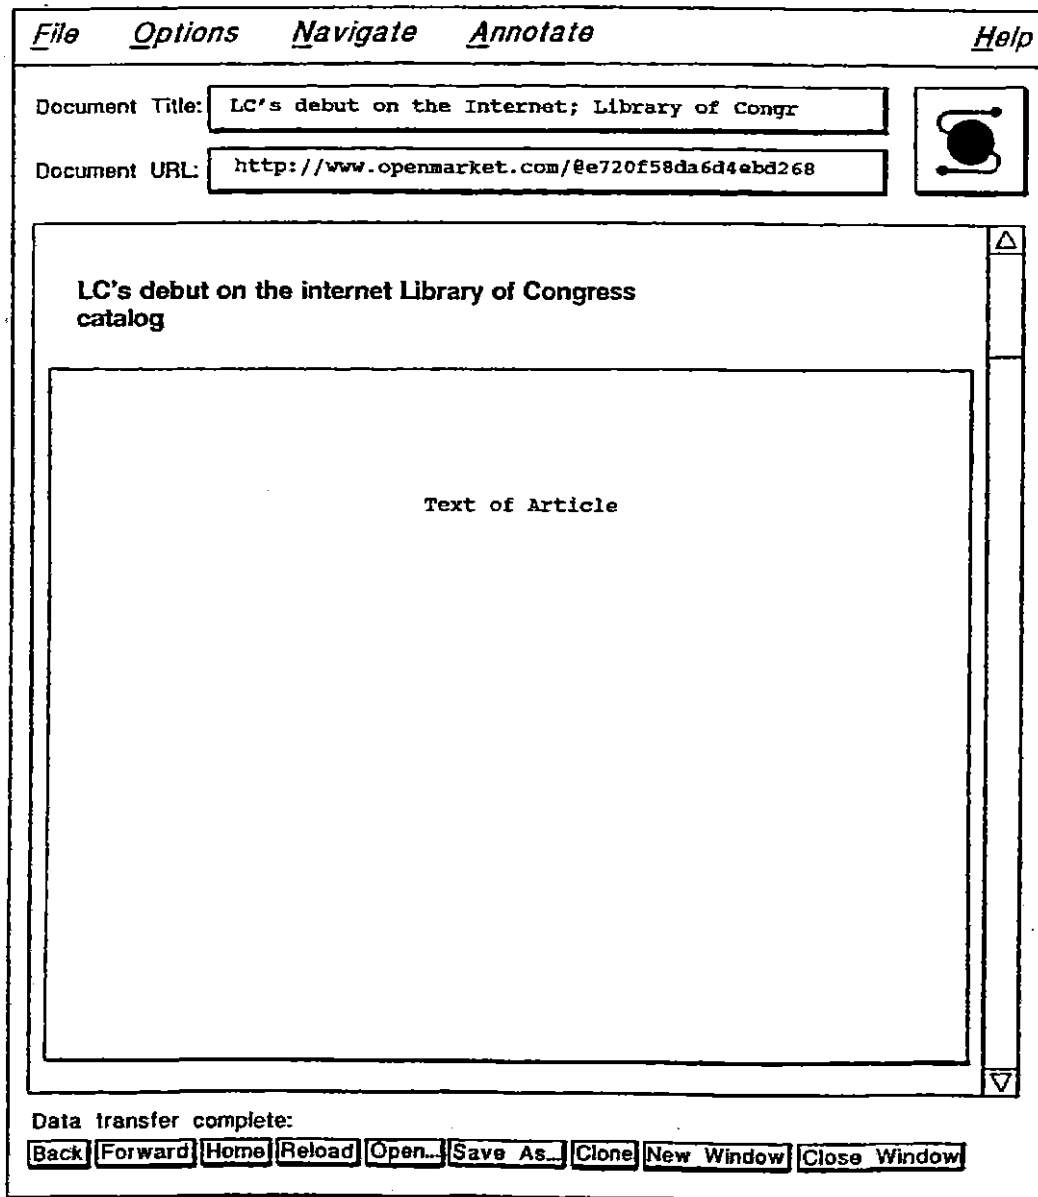 File Options Navigate Annotate Help
Document Title: LC's debut on the Internet; Library of Congr
Document URL: http://www.openmarket.com/@e720f58da6d4ebd268
LC's debut on the internet Library of Congress
catalog
Text of Article
Data transfer complete:
Back Forward Home Reload Open... Save As... Clone New Window Close Window